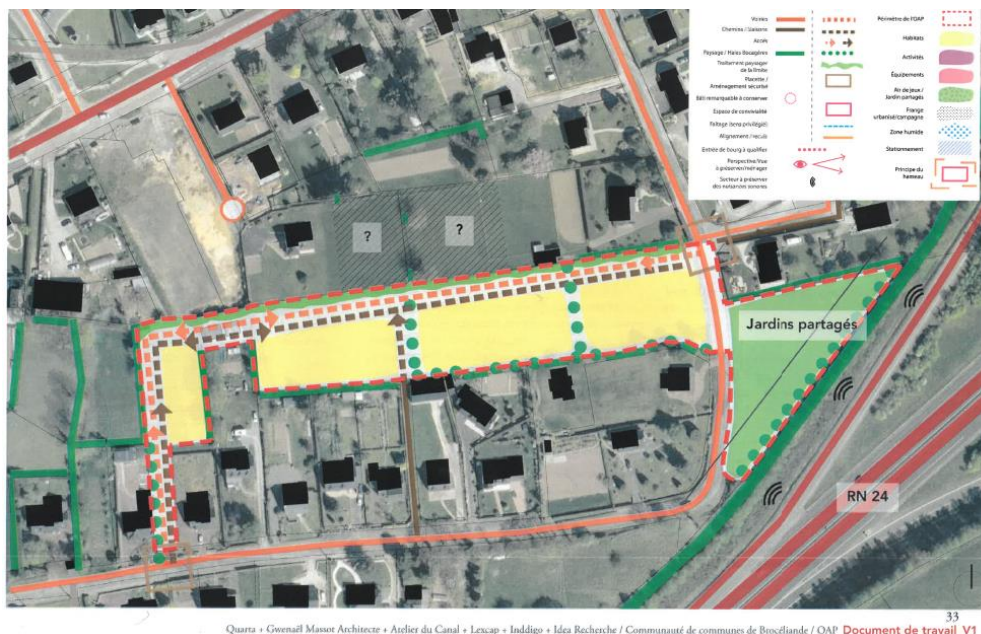 Voiries
Chemins / Liaisons
Accès
Paysage / Haies Bocagères
Traitement paysager
de la limite
Placette /
Aménagement sécurisé
Bâti remarquable à conserver
Espace de convivialité
Faîtage (sens privilégié)
Alignement / reculs
Entrée de bourg à qualifier
Perspective/Vue
à préserver/ménager
Secteur à préserver
des nuisances sonores
Périmètre de l'OAP
Habitats
Activités
Équipements
Air de jeux /
Jardin partagés
Frange
urbanisé/campagne
Zone humide
Stationnement
Principe du
hameau
?
?
Jardins partagés
RN 24
33
Quarta + Gwenaël Massot Architecte + Atelier du Canal + Lexcap + Inddigo + Idea Recherche / Communauté de communes de Brocéliande / OAP Document de travail V1